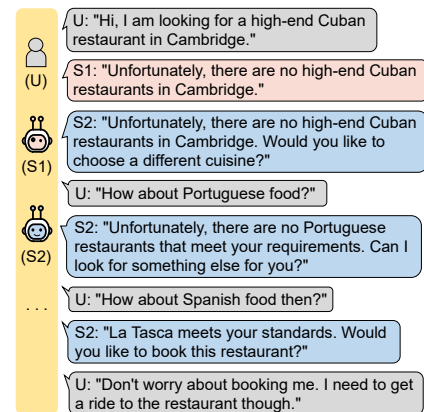 U: "Hi, I am looking for a high-end Cuban
restaurant in Cambridge."
(U)
S1: "Unfortunately, there are no high-end Cuban
restaurants in Cambridge."
(S1)
S2: "Unfortunately, there are no high-end Cuban
restaurants in Cambridge. Would you like to
choose a different cuisine?"
U: "How about Portuguese food?"
(S2)
S2: "Unfortunately, there are no Portuguese
restaurants that meet your requirements. Can I
look for something else for you?"
. . .
U: "How about Spanish food then?"
S2: "La Tasca meets your standards. Would
you like to book this restaurant?"
U: "Don't worry about booking me. I need to get
a ride to the restaurant though."